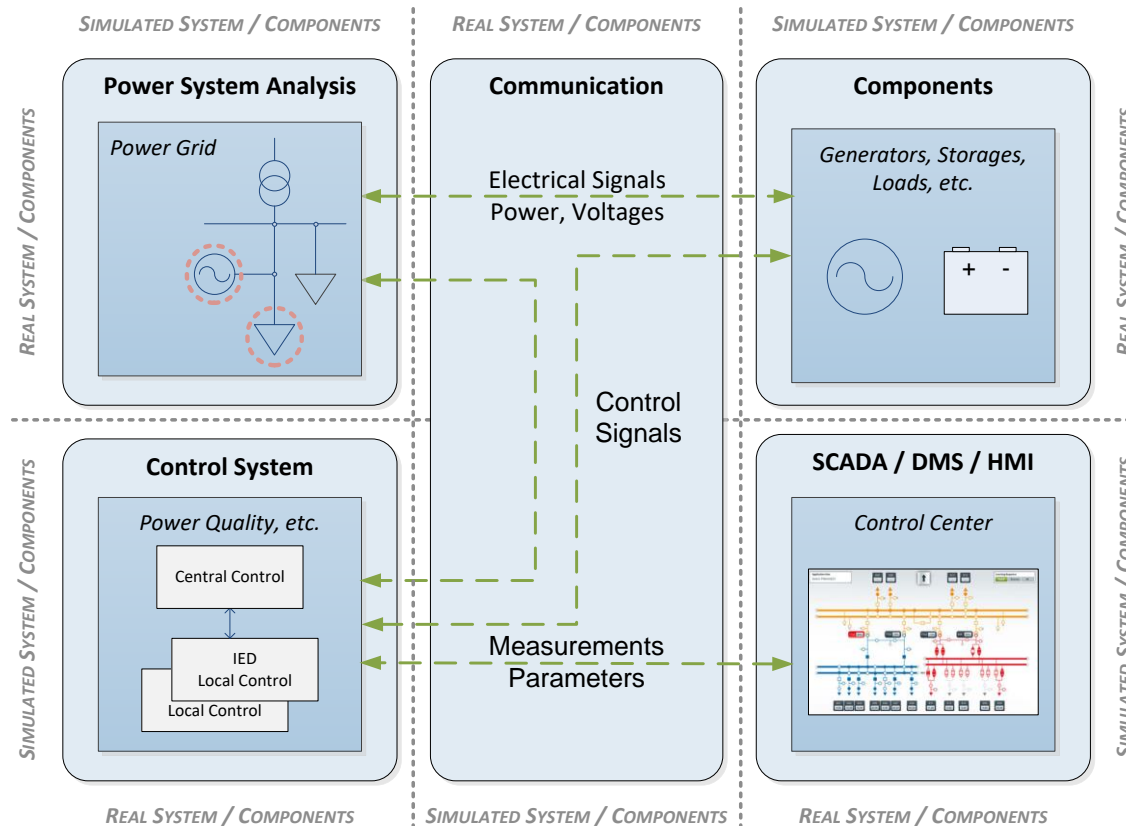 SIMULATED SYSTEM / COMPONENTS
REAL SYSTEM / COMPONENTS
SIMULATED SYSTEM / COMPONENTS
REAL SYSTEM / COMPONENTS
Power System Analysis
Power Grid
Communication
Electrical Signals
Power, Voltages
Control
Signals
Measurements
Parameters
Components
Generators, Storages,
Loads, etc.
+ -
REAL SYSTEM / COMPONENTS
SIMULATED SYSTEM / COMPONENTS
Control System
Power Quality, etc.
Central Control
IED
Local Control
Local Control
SCADA / DMS / HMI
Control Center
SIMULATED SYSTEM / COMPONENTS
REAL SYSTEM / COMPONENTS
SIMULATED SYSTEM / COMPONENTS
REAL SYSTEM / COMPONENTS